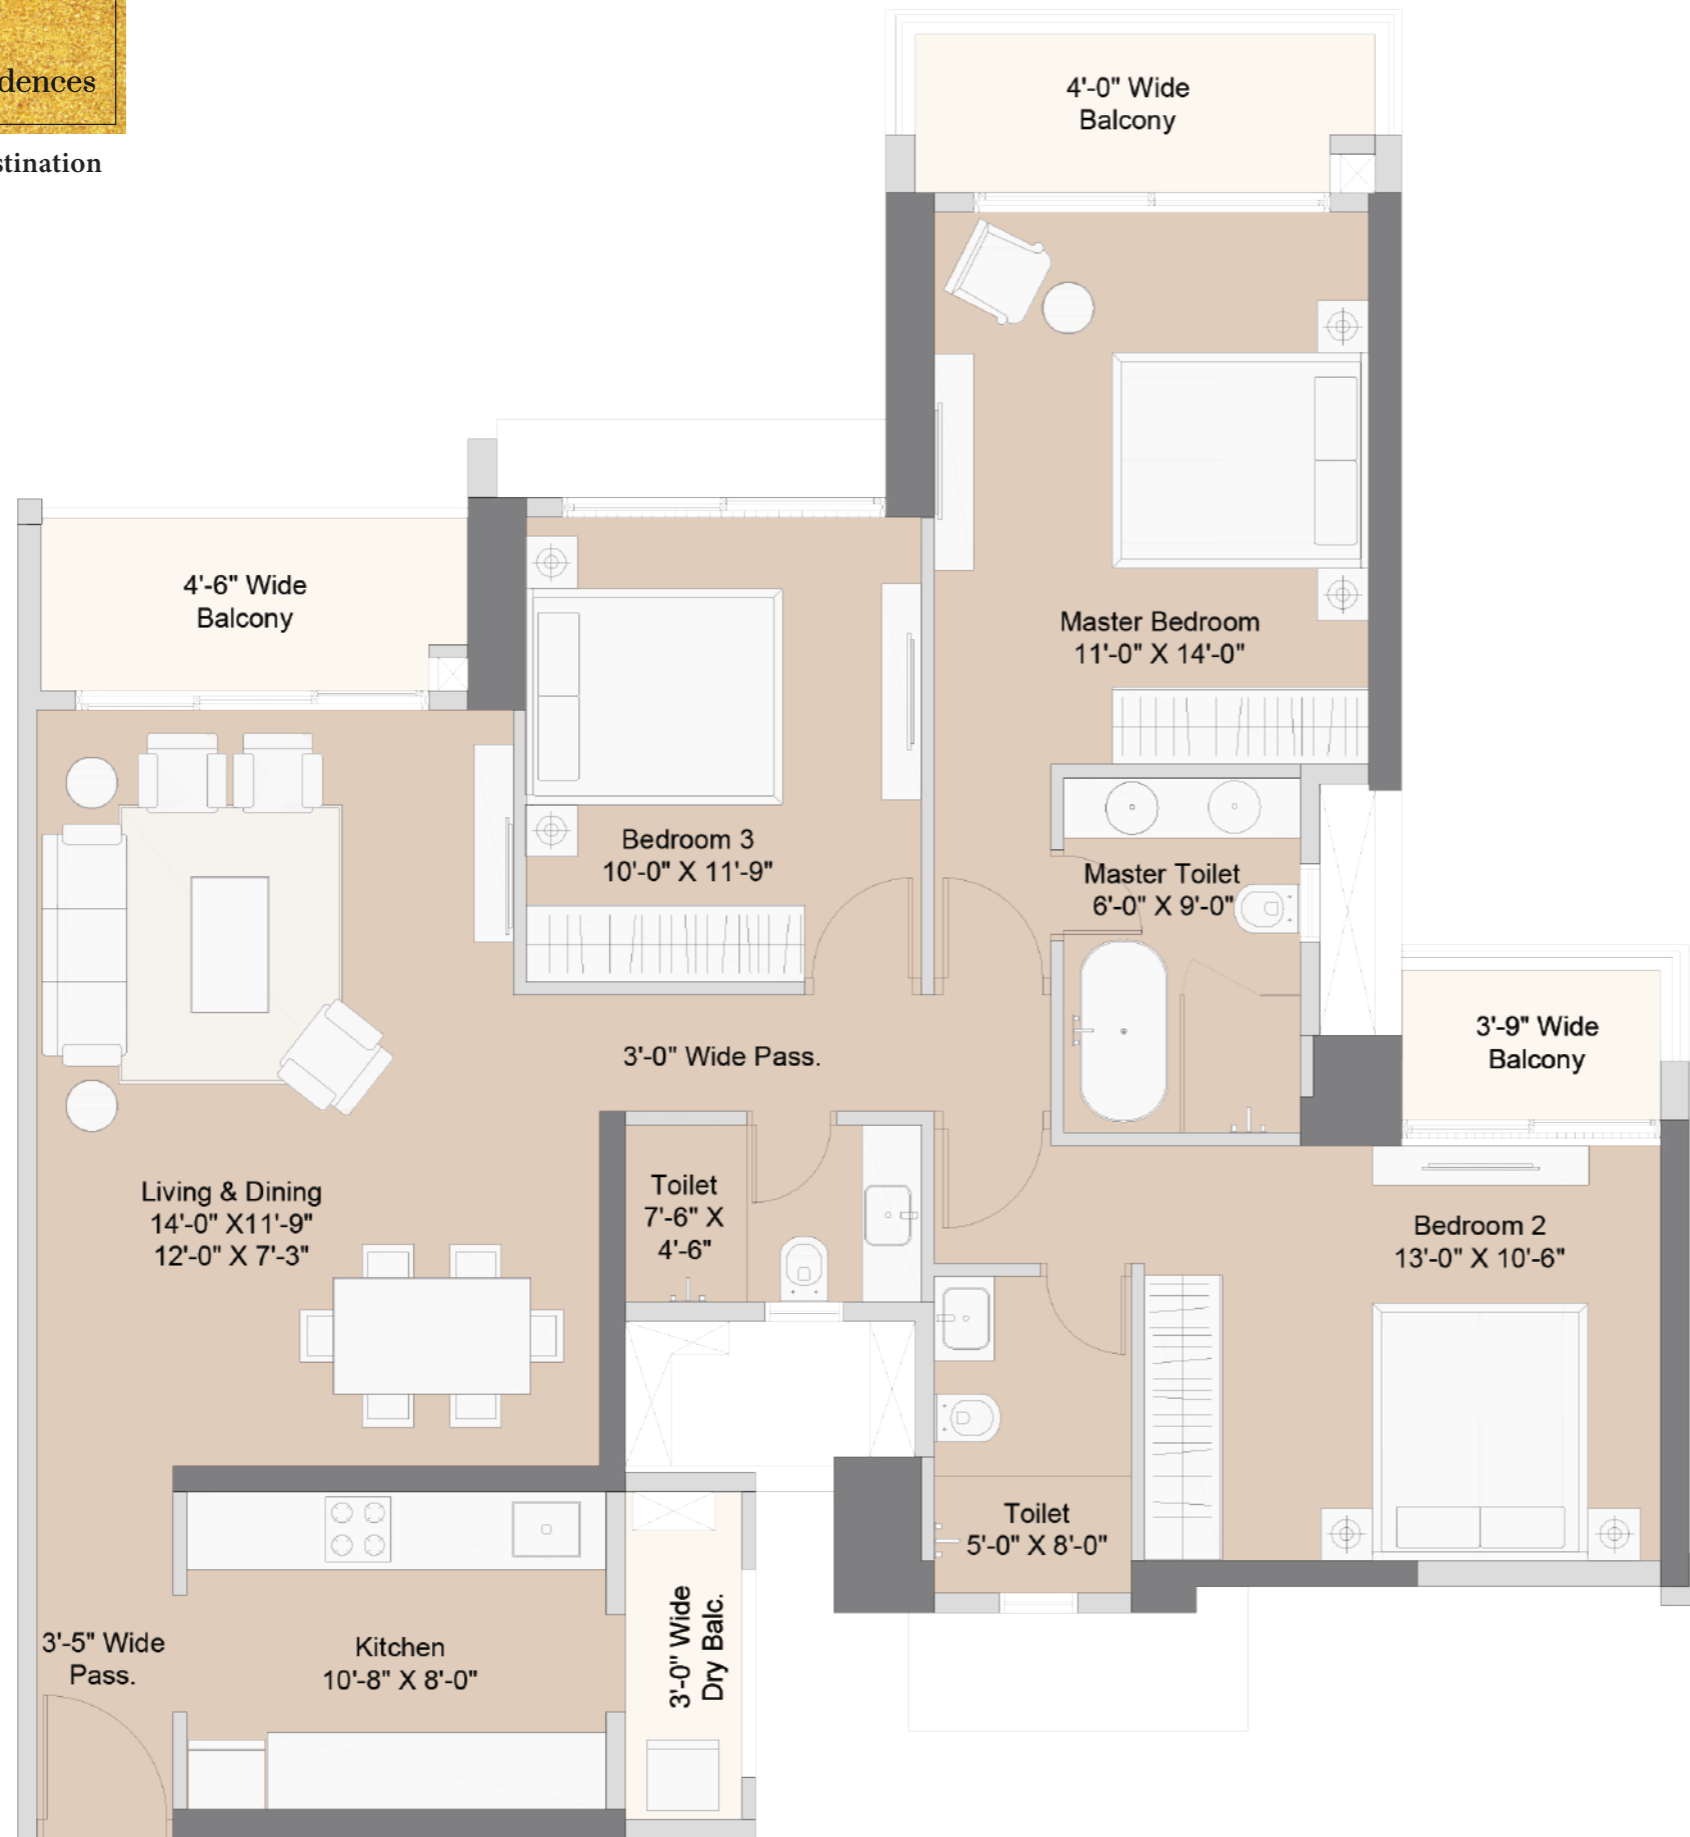 dences
stination
4'-0" Wide
Balcony
4'-6" Wide
Balcony
Master Bedroom
11'-0" X 14'-0"
Bedroom 3
10'-0" X 11'-9"
Master Toilet
6'-0" X 9'-0"
3'-9" Wide
Balcony
3'-0" Wide Pass.
Living & Dining
14'-0" X11'-9"
12'-0" X 7'-3"
Toilet
7'-6" X
4'-6"
Bedroom 2
13'-0" X 10'-6"
Toilet
5'-0" X 8'-0"
3'-5" Wide
Pass.
Kitchen
10'-8" X 8'-0"
3'-0" Wide
Dry Balc.